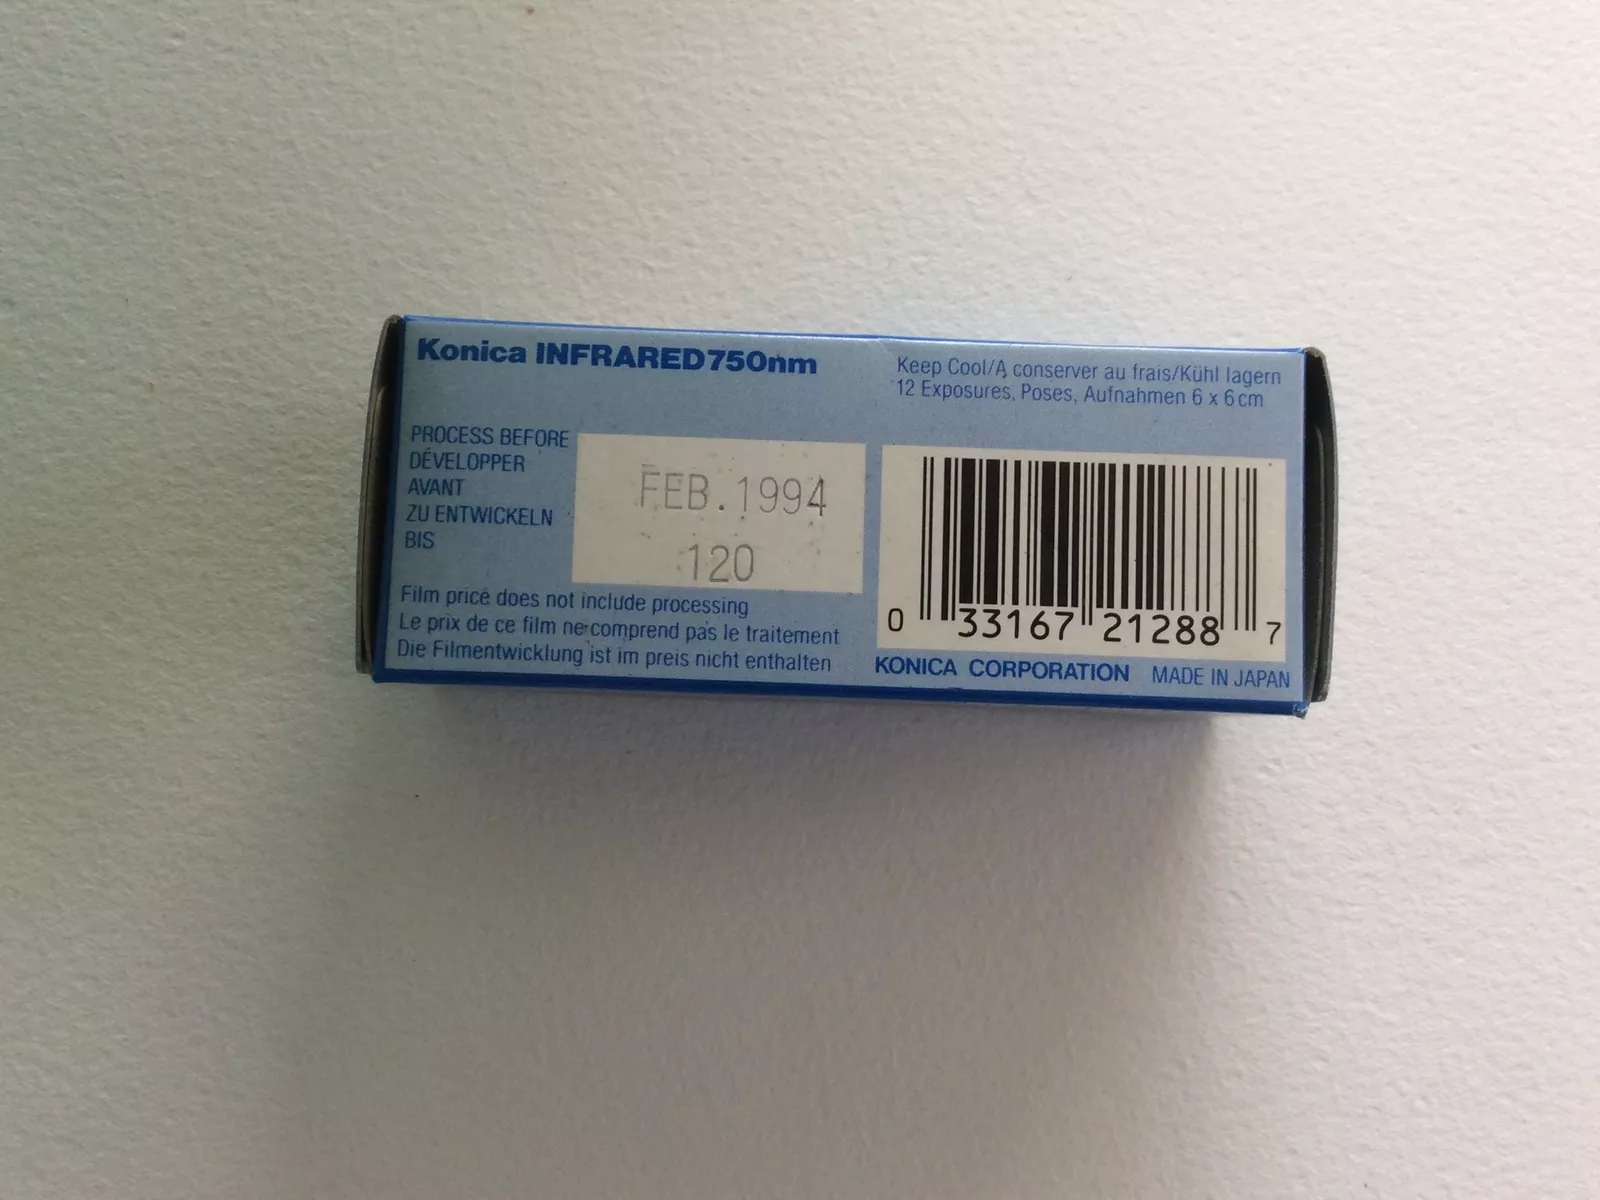 Konica INFRARED750nm
Keep Cool/A conserver au frais/Kühl lagern
12 Exposures, Poses, Aufnahmen 6 x 6cm
PROCESS BEFORE
DÉVELOPPER
AVANT
ZU ENTWICKELN
BIS
FEB.1994
120
Film price does not include processing
Le prix de ce film ne comprend pas le traitement
Die Filmentwicklung ist im preis nicht enthalten
0 33167 21288 7
KONICA CORPORATION MADE IN JAPAN